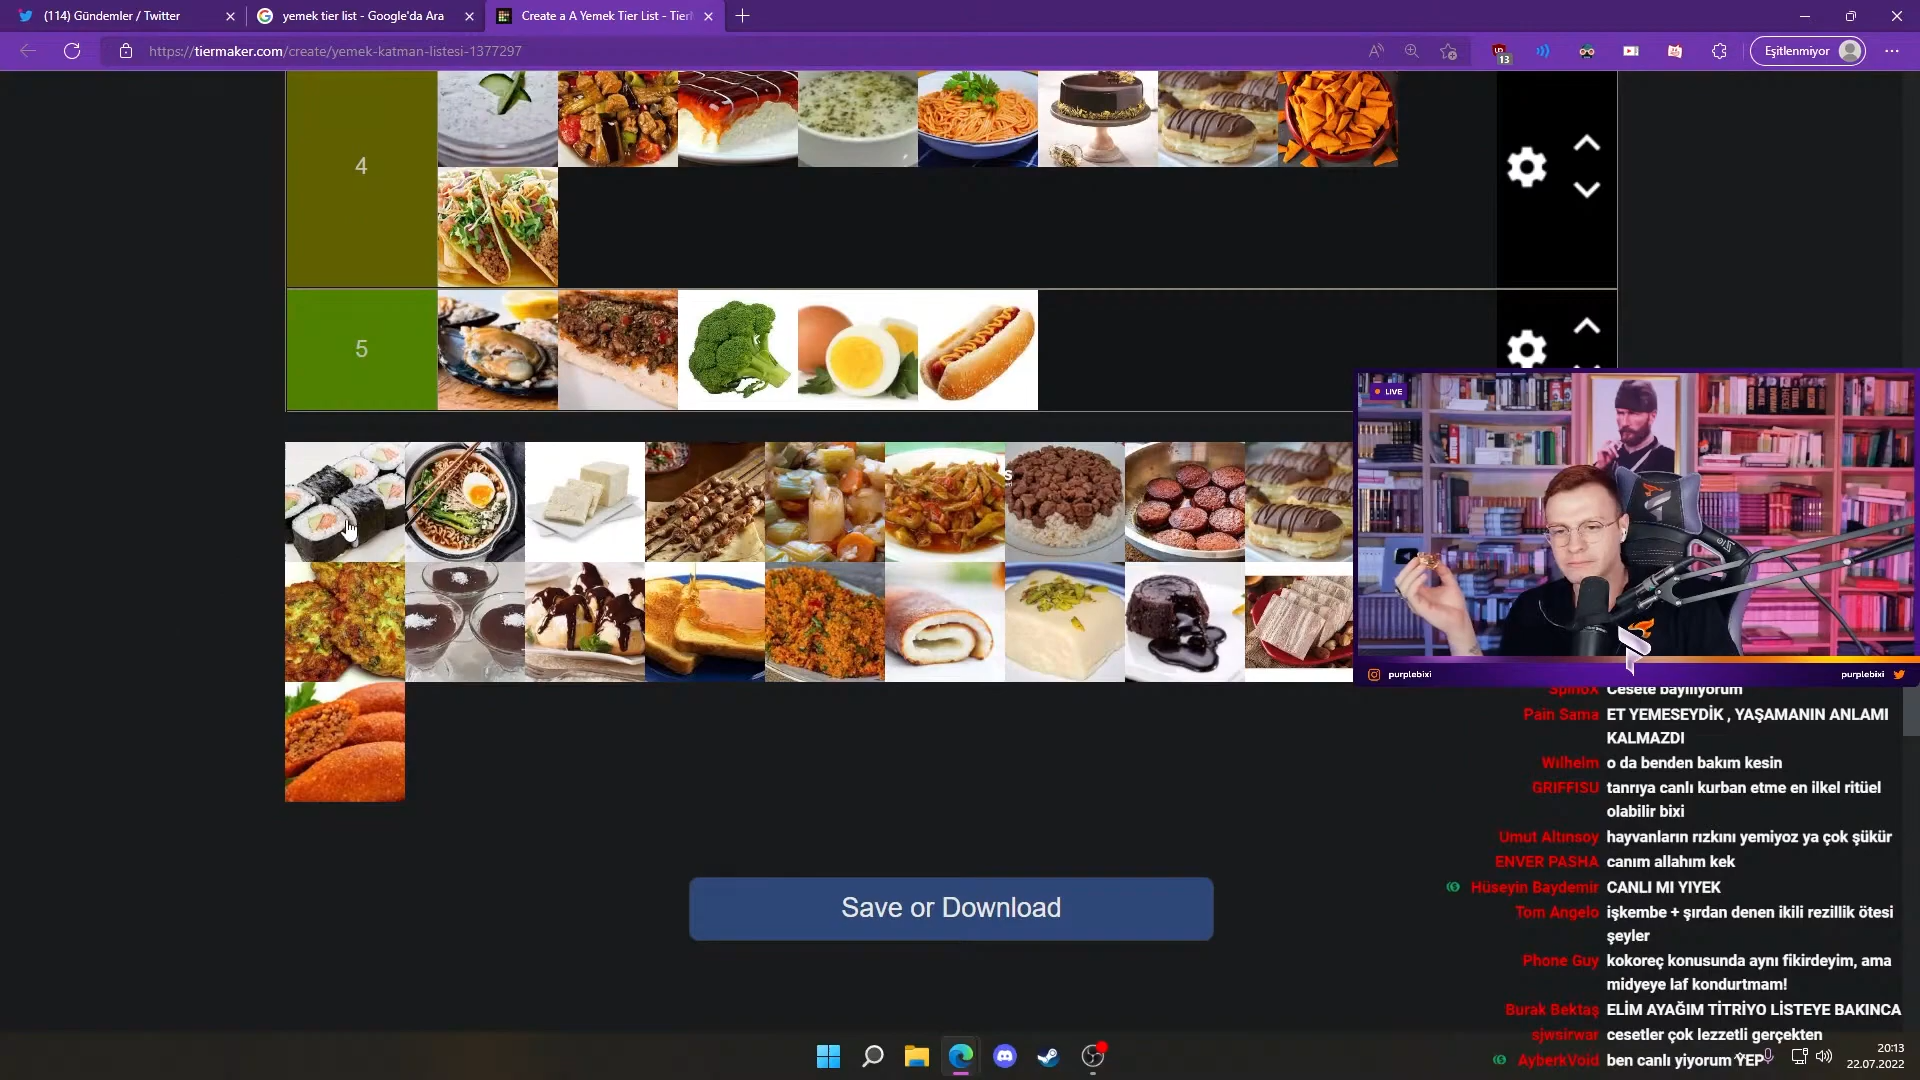 (114) Gündemler / Twitter
yemek tier list - Google'da Ara
Create a A Yemek Tier List - Tier
https://tiermaker.com/create/yemek-katman-listesi-1377297
13
Eşitlenmiyor
4
5
LIVE
purplebixi
purplebixi
SpinoX Cesete bayılıyorum
Pain Sama ET YEMESEYDİK , YAŞAMANIN ANLAMI
KALMAZDI
Wilhelm o da benden bakım kesin
GRIFFISU tanrıya canlı kurban etme en ilkel ritüel
olabilir bixi
Umut Altınsoy hayvanların rızkını yemiyoz ya çok şükür
ENVER PASHA canım allahım kek
Hüseyin Baydemir CANLI MI YIYEK
Tom Angelo işkembe + şırdan denen ikili rezillik ötesi
şeyler
Phone Guy kokoreç konusunda aynı fikirdeyim, ama
midyeye laf kondurtmam!
Burak Bektaş ELİM AYAĞIM TİTRİYO LİSTEYE BAKINCA
sjwsirwar cesetler çok lezzetli gerçekten
AyberkVoid ben canlı yiyorum YEP
Save or Download
20:13
22.07.2022